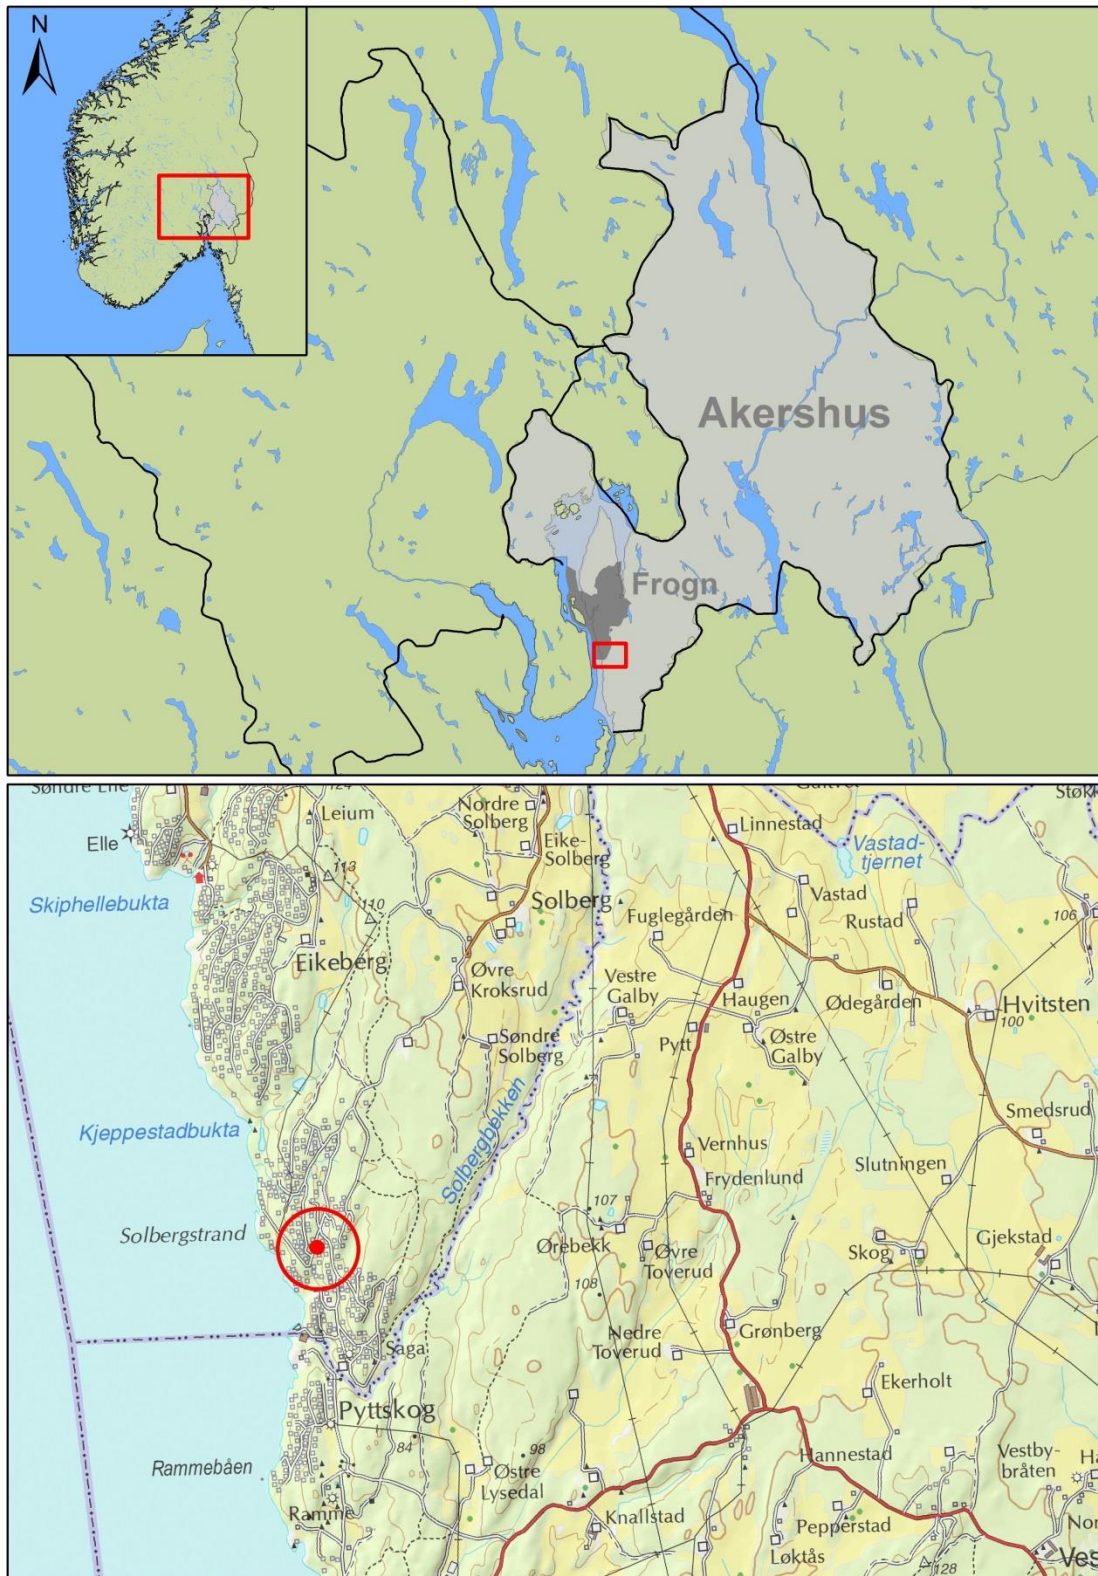 N
Akershus
Frogn
Søndre Elle
124
Leium
Nordre
Solberg
Linnestad
Elle
Eike-
Solberg
Vastad-
tjernet
113
Vastad
Skiphellebukta
110
Solberg
Fuglegården
Rustad
106
Eikeberg
Øvre
Kroksrud
Vestre
Galby
Haugen
Ødegården
Hvitsten
100
Søndre
Solberg
Pytt
Østre
Galby
Kjeppestadbukta
Solbergbekken
Smedsrud
Vernhus
Slutningen
Frydenlund
107
Solbergstrand
Ørebekk
Øvre
Toverud
Skog
Gjekstad
108
Saga
Nedre
Toverud
Grønberg
Ekerholt
Pyttskog
84
98
Hannestad
Vestby-
bråten
Rammebåen
Østre
Lysedal
Ramme
Knallstad
Pepperstad
Løktås
128